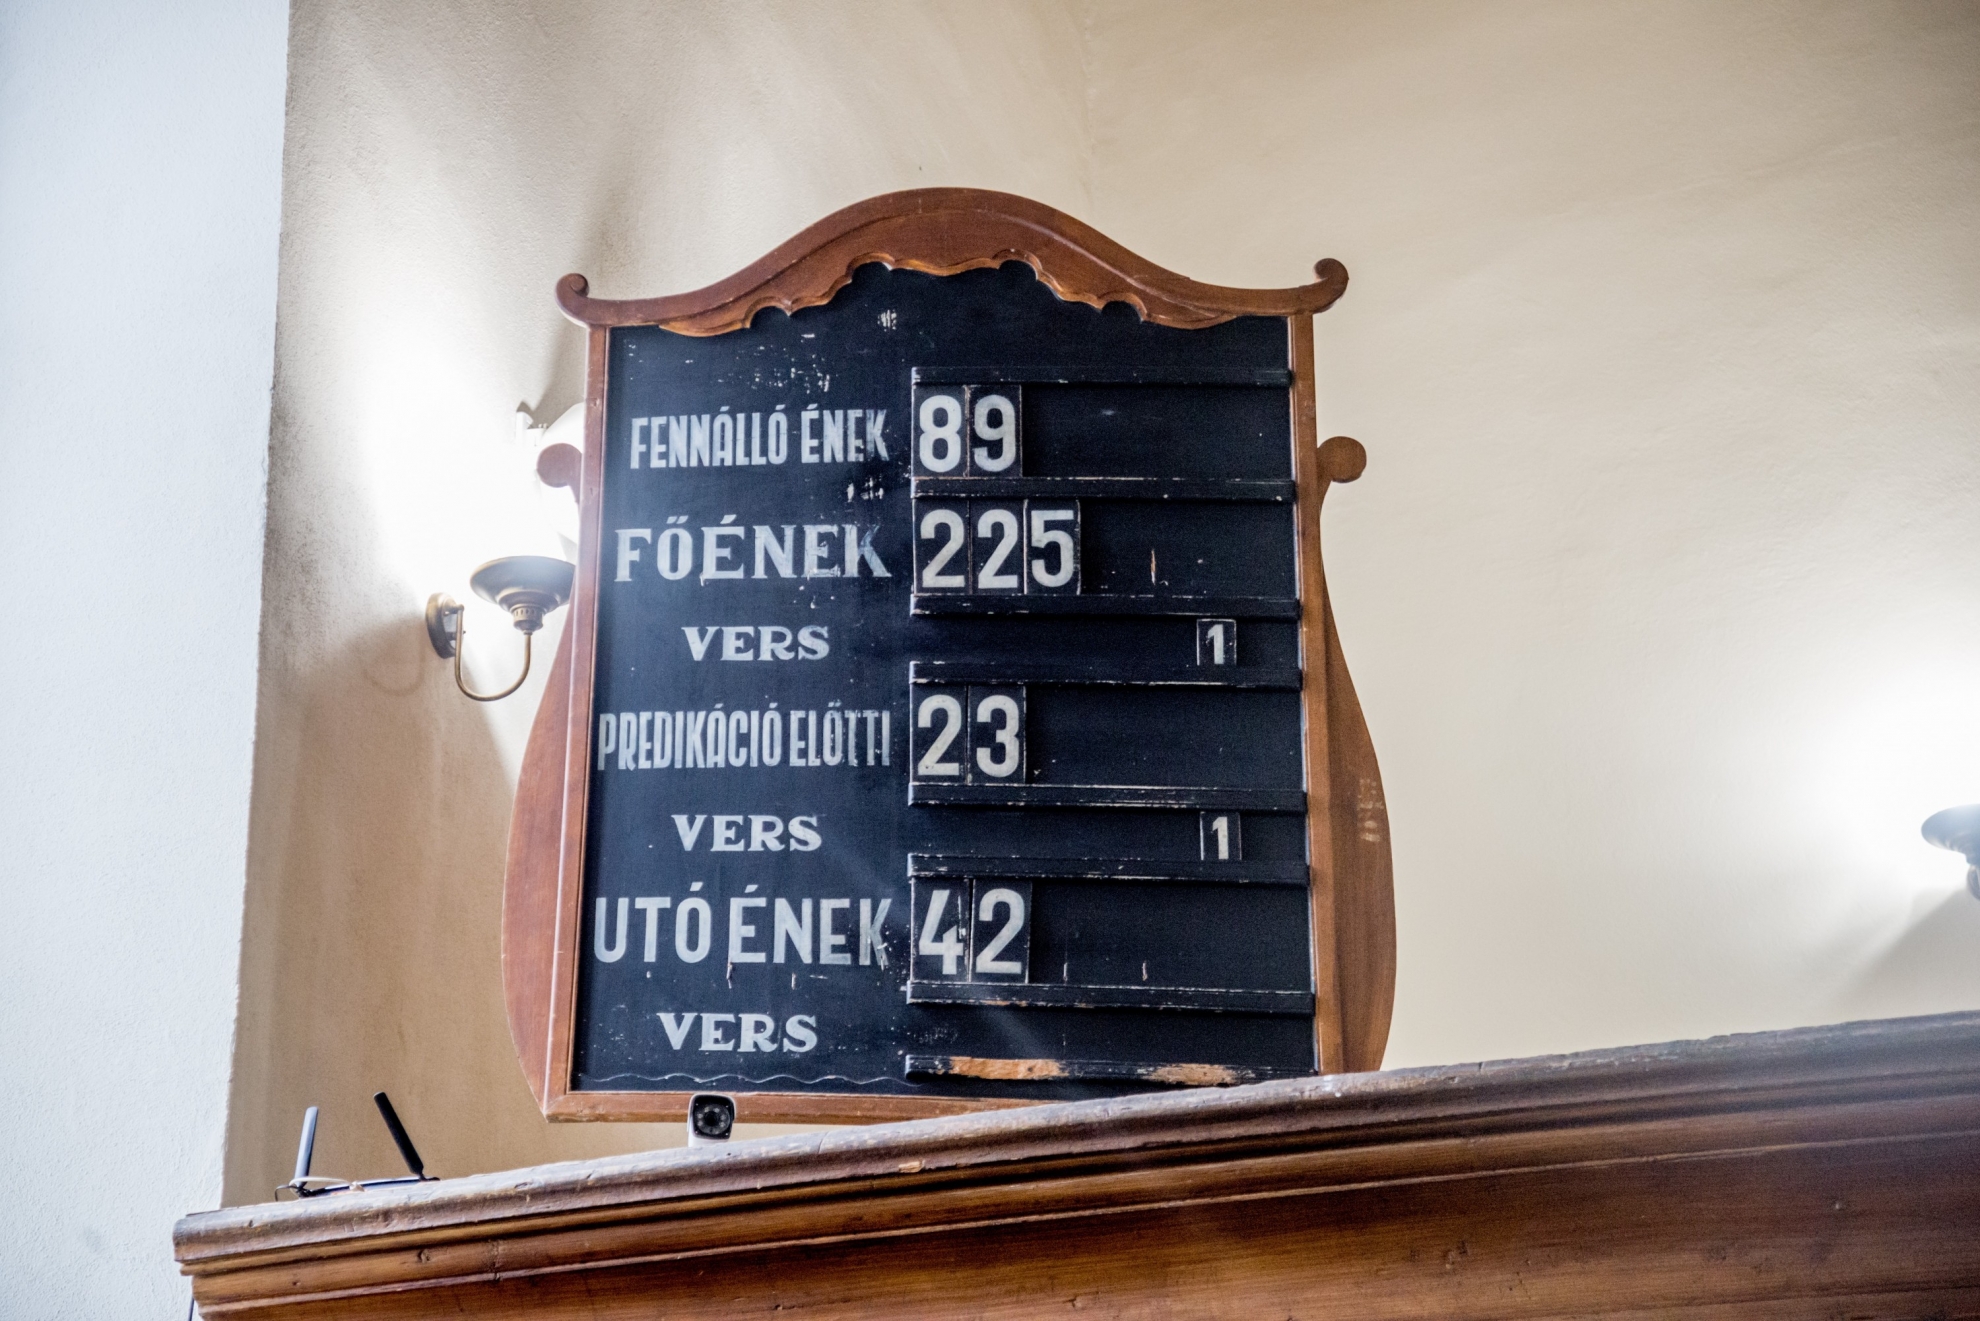 FENNÁLLÓ ÉNEK 89
FŐÉNEK 225
VERS 1
PREDIKÁCIÓ ELŐTTI 23
VERS 1
UTÓ ÉNEK 42
VERS